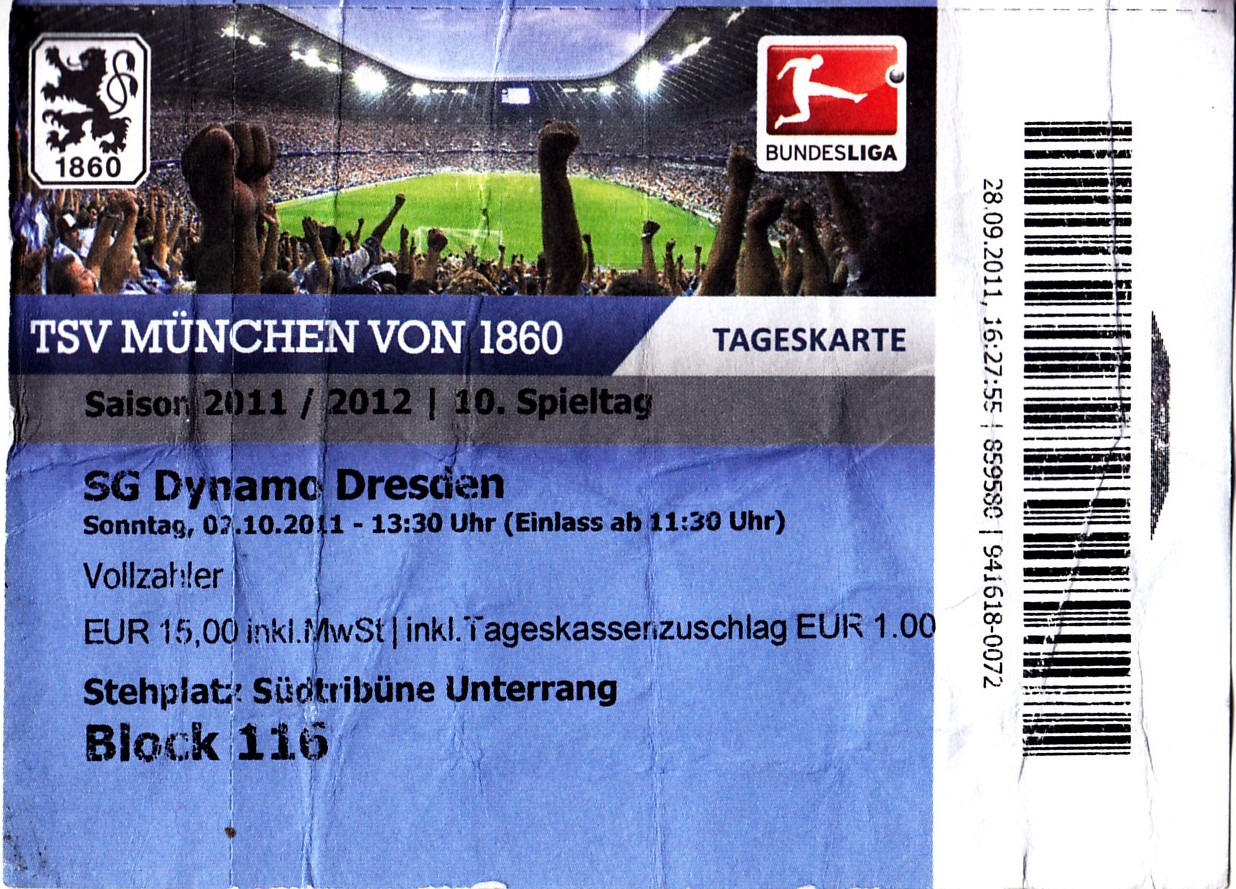 1860
BUNDESLIGA
TSV MÜNCHEN VON 1860
TAGESKARTE
Saison 2011 / 2012 | 10. Spieltag
SG Dynamo Dresden
Sonntag, 02.10.2011 - 13:30 Uhr (Einlass ab 11:30 Uhr)
Vollzahler
EUR 15,00 inkl.MwSt | inkl.Tageskassenzuschlag EUR 1.00
Stehplatz Südtribüne Unterrang
Block 116
28.09.2011, 16:27:55 | 859580 | 941618-0072